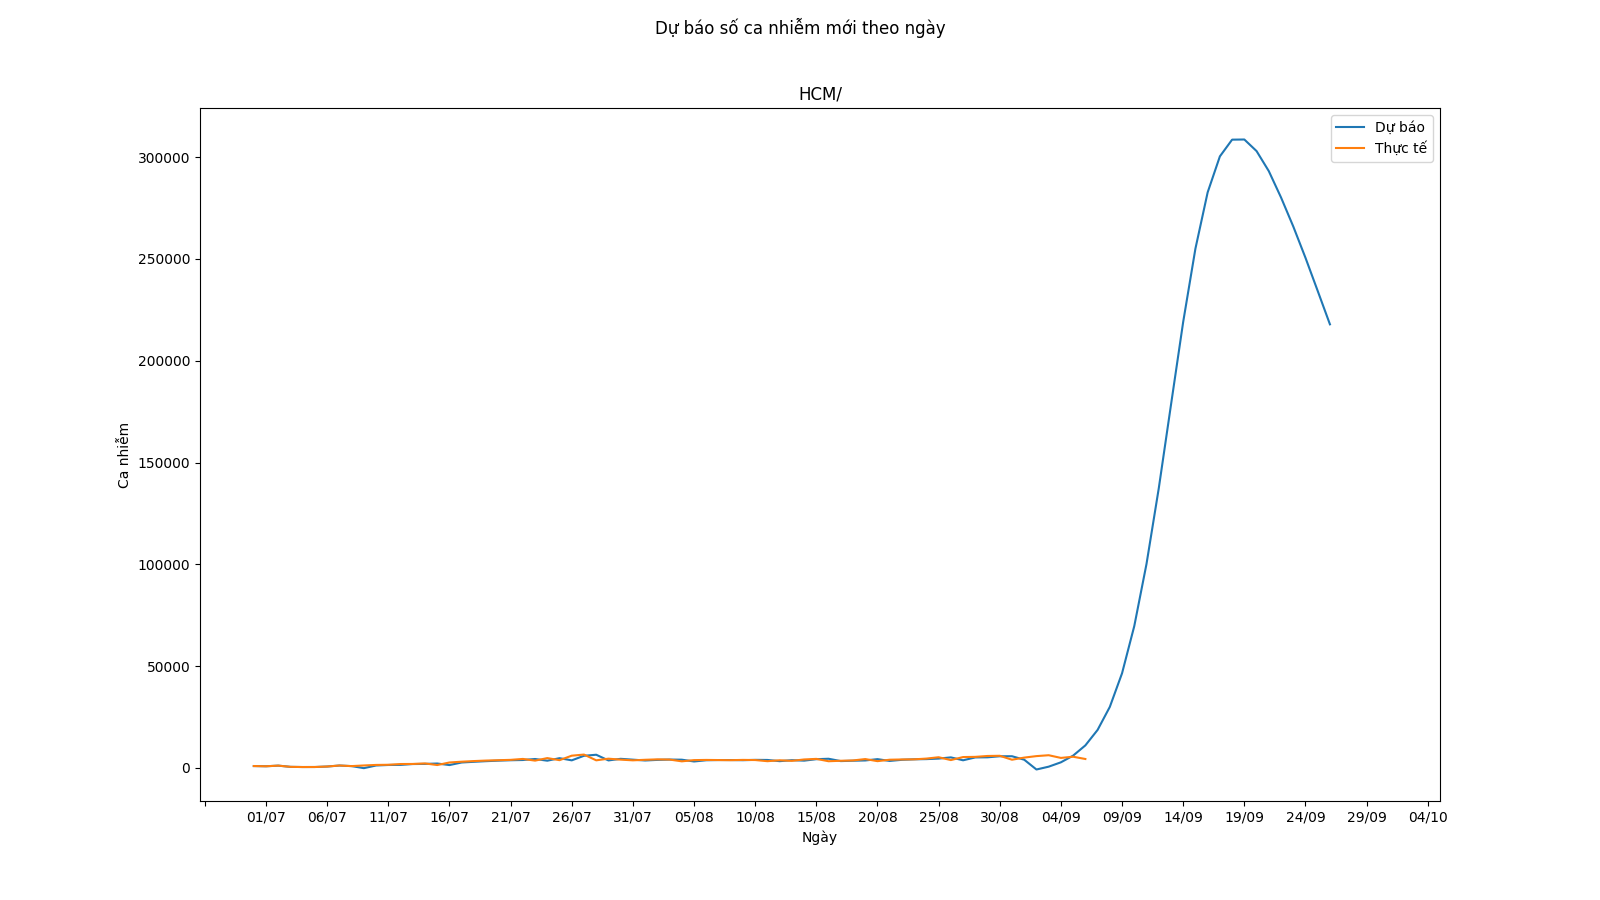 Dự báo số ca nhiễm mới theo ngày
HCM/
Dự báo
Thực tế
300000
250000
200000
150000
100000
50000
0
Ca nhiễm
01/07 06/07 11/07 16/07 21/07 26/07 31/07 05/08 10/08 15/08 20/08 25/08 30/08 04/09 09/09 14/09 19/09 24/09 29/09 04/10
Ngày